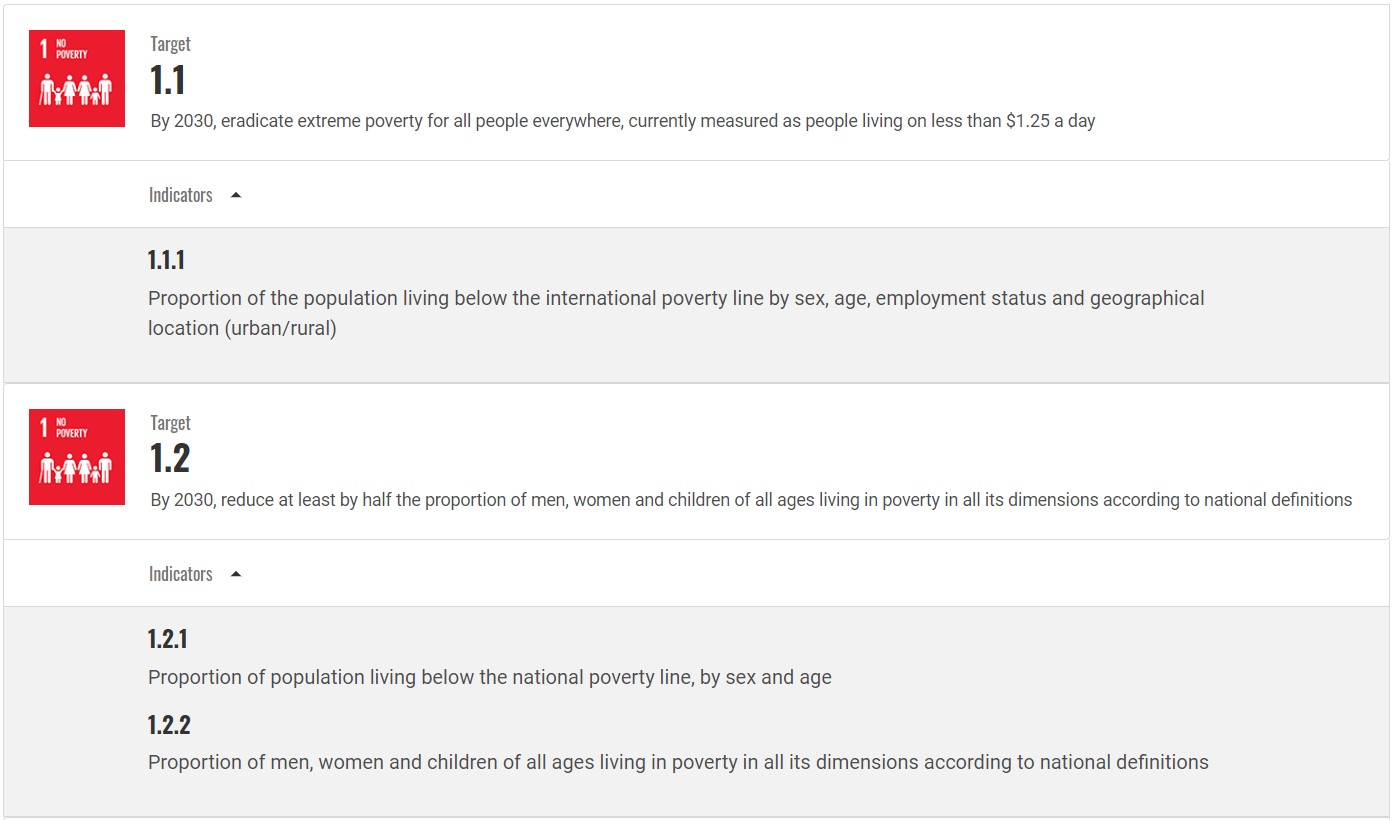 1 NO
POVERTY
Target
1.1
By 2030, eradicate extreme poverty for all people everywhere, currently measured as people living on less than $1.25 a day
Indicators
1.1.1
Proportion of the population living below the international poverty line by sex, age, employment status and geographical
location (urban/rural)
1 NO
POVERTY
Target
1.2
By 2030, reduce at least by half the proportion of men, women and children of all ages living in poverty in all its dimensions according to national definitions
Indicators
1.2.1
Proportion of population living below the national poverty line, by sex and age
1.2.2
Proportion of men, women and children of all ages living in poverty in all its dimensions according to national definitions